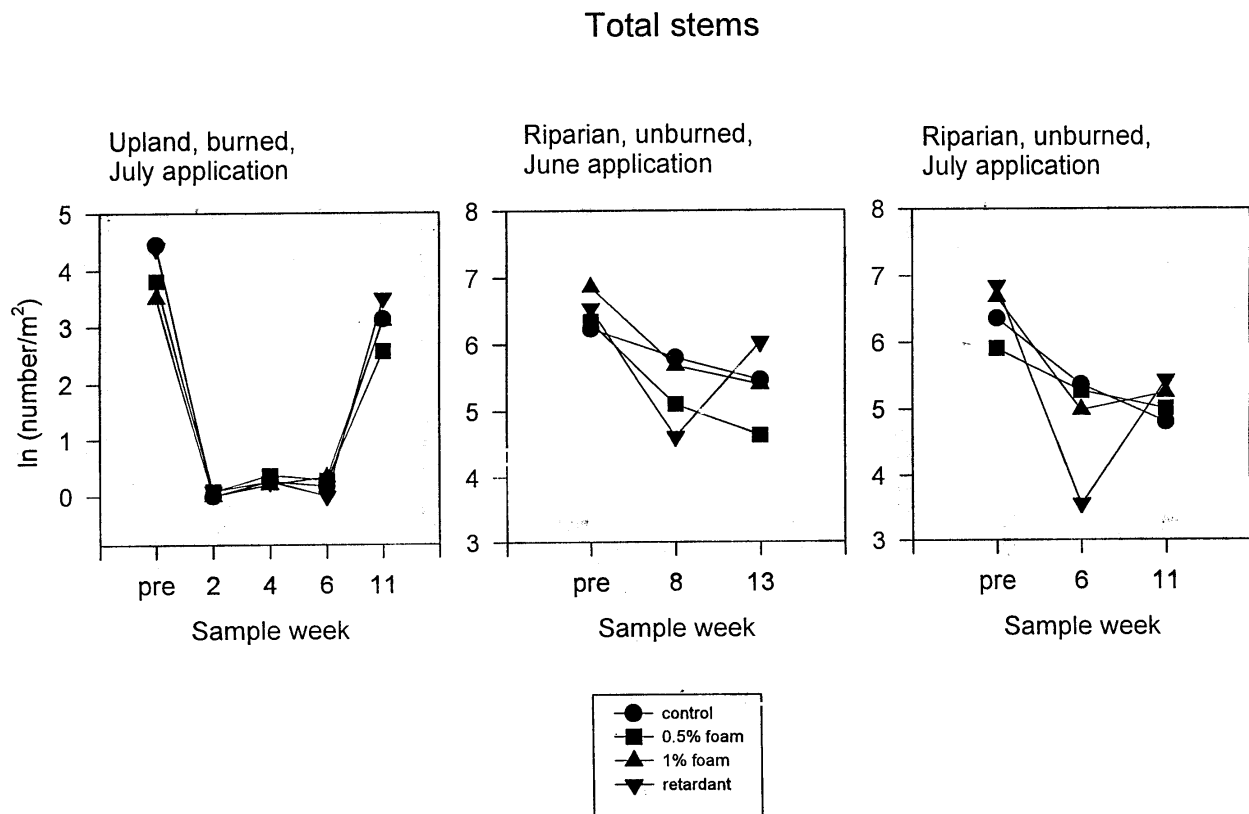 Total stems
Upland, burned,
July application
Riparian, unburned,
June application
Riparian, unburned,
July application
ln (number/m²)
5
4
3
2
1
0
pre 2 4 6 11
Sample week
8
7
6
5
4
3
pre 8 13
Sample week
8
7
6
5
4
3
pre 6 11
Sample week
control
0.5% foam
1% foam
retardant